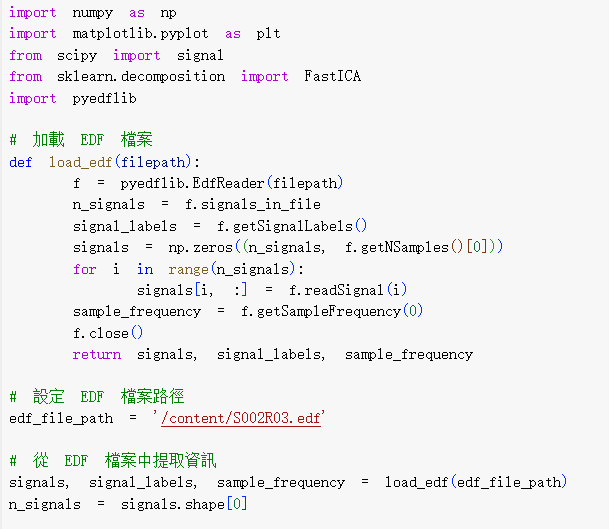 import numpy as np
import matplotlib.pyplot as plt
from scipy import signal
from sklearn.decomposition import FastICA
import pyedflib

# 加載 EDF 檔案
def load_edf(filepath):
    f = pyedflib.EdfReader(filepath)
    n_signals = f.signals_in_file
    signal_labels = f.getSignalLabels()
    signals = np.zeros((n_signals, f.getNSamples()[0]))
    for i in range(n_signals):
        signals[i, :] = f.readSignal(i)
    sample_frequency = f.getSampleFrequency(0)
    f.close()
    return signals, signal_labels, sample_frequency

# 設定 EDF 檔案路徑
edf_file_path = '/content/S002R03.edf'

# 從 EDF 檔案中提取資訊
signals, signal_labels, sample_frequency = load_edf(edf_file_path)
n_signals = signals.shape[0]